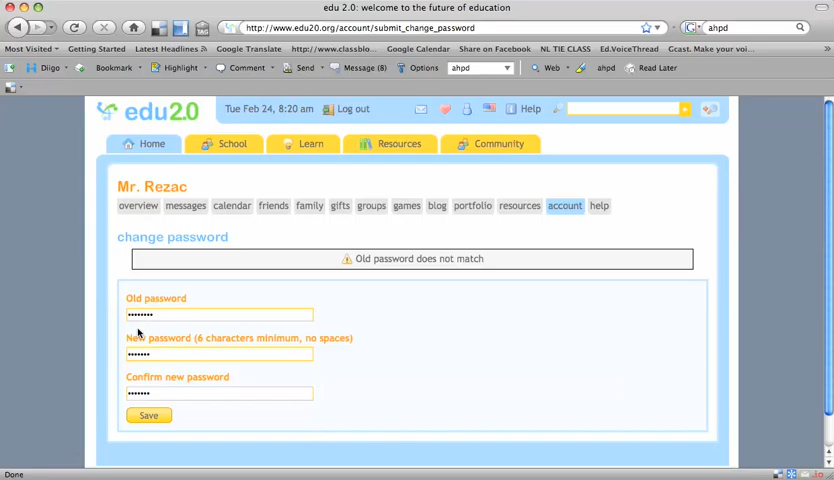 edu 2.0: welcome to the future of education
http://www.edu20.org/account/submit_change_password
ahpd
Most Visited Getting Started Latest Headlines Google Translate http://www.classblo... Google Calendar Share on Facebook NL TIE CLASS Ed.VoiceThread Gcast. Make your voi...
Diigo Bookmark Highlight Comment Send Message (8) Options ahpd Web ahpd Read Later
edu2.0 Tue Feb 24, 8:20 am Log out Help
Home School Learn Resources Community
Mr. Rezac
overview messages calendar friends family gifts groups games blog portfolio resources account help
change password
Old password does not match
Old password
••••••••
New password (6 characters minimum, no spaces)
•••••••
Confirm new password
•••••••
Save
Done